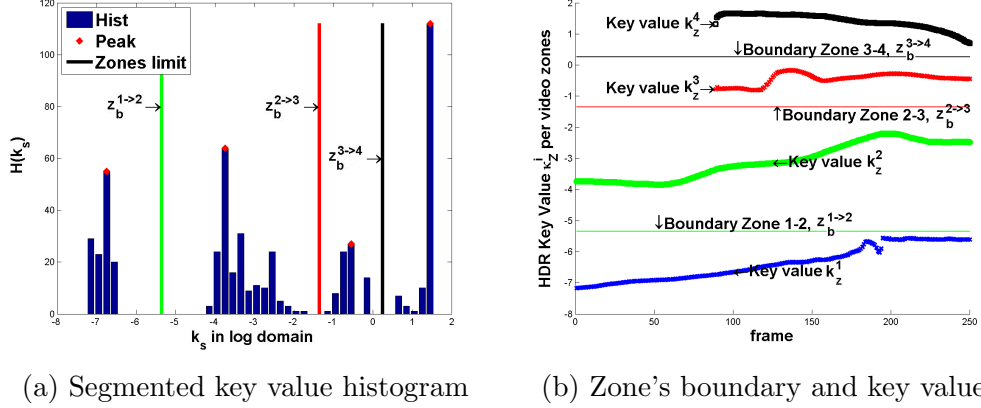 120
100
80
60
40
20
0
H(k_s)
Hist
Peak
Zones limit
z_b^{1->2}
z_b^{2->3}
z_b^{3->4}
-8 -7 -6 -5 -4 -3 -2 -1 0 1 2
k_s in log domain
(a) Segmented key value histogram
2
1
0
-1
-2
-3
-4
-5
-6
-7
-8
HDR Key Value κ_z^i per video zones
Key value k_z^4
↓Boundary Zone 3-4, z_b^{3->4}
Key value k_z^3
↑Boundary Zone 2-3, z_b^{2->3}
Key value k_z^2
↓Boundary Zone 1-2, z_b^{1->2}
Key value k_z^1
0 50 100 150 200 250
frame
(b) Zone's boundary and key value